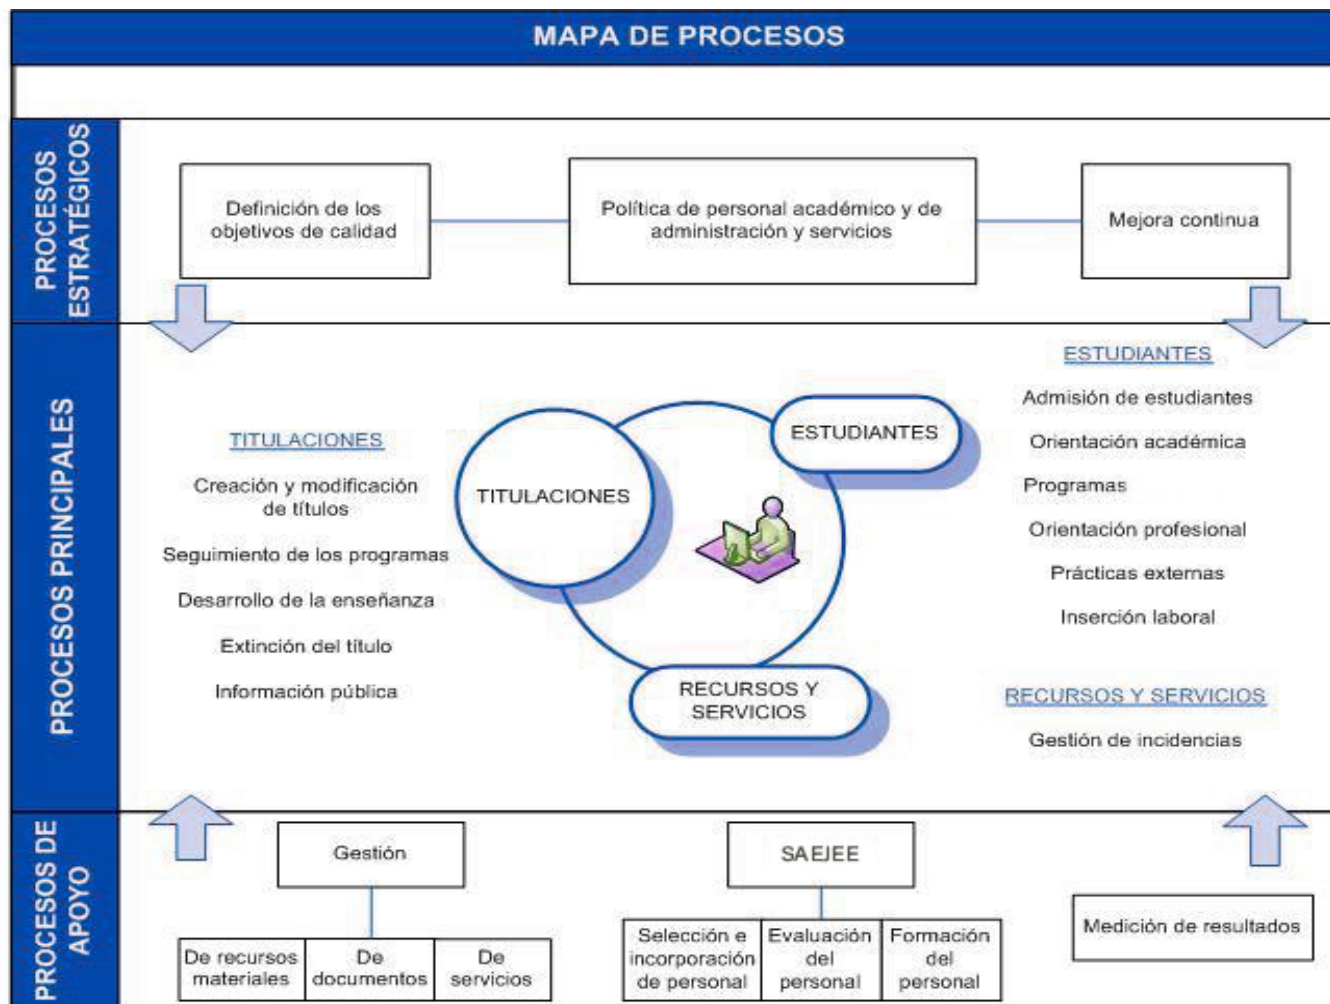 MAPA DE PROCESOS
PROCESOS
ESTRATÉGICOS
Definición de los
objetivos de calidad
Política de personal académico y de
administración y servicios
Mejora continua
PROCESOS PRINCIPALES
TITULACIONES
Creación y modificación
de títulos
Seguimiento de los programas
Desarrollo de la enseñanza
Extinción del título
Información pública
TITULACIONES
ESTUDIANTES
RECURSOS Y
SERVICIOS
ESTUDIANTES
Admisión de estudiantes
Orientación académica
Programas
Orientación profesional
Prácticas externas
Inserción laboral
RECURSOS Y SERVICIOS
Gestión de incidencias
PROCESOS DE
APOYO
Gestión
De recursos
materiales
De
documentos
De
servicios
SAEJEE
Selección e
incorporación
de personal
Evaluación
del
personal
Formación
del
personal
Medición de resultados